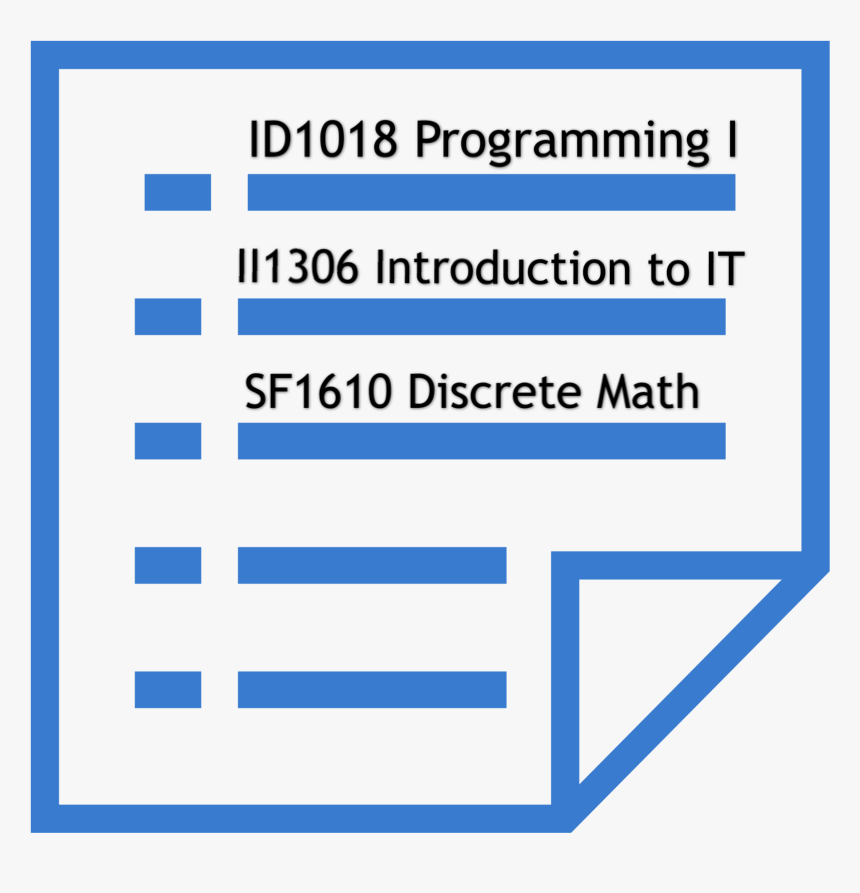 ID1018 Programming I
II1306 Introduction to IT
SF1610 Discrete Math